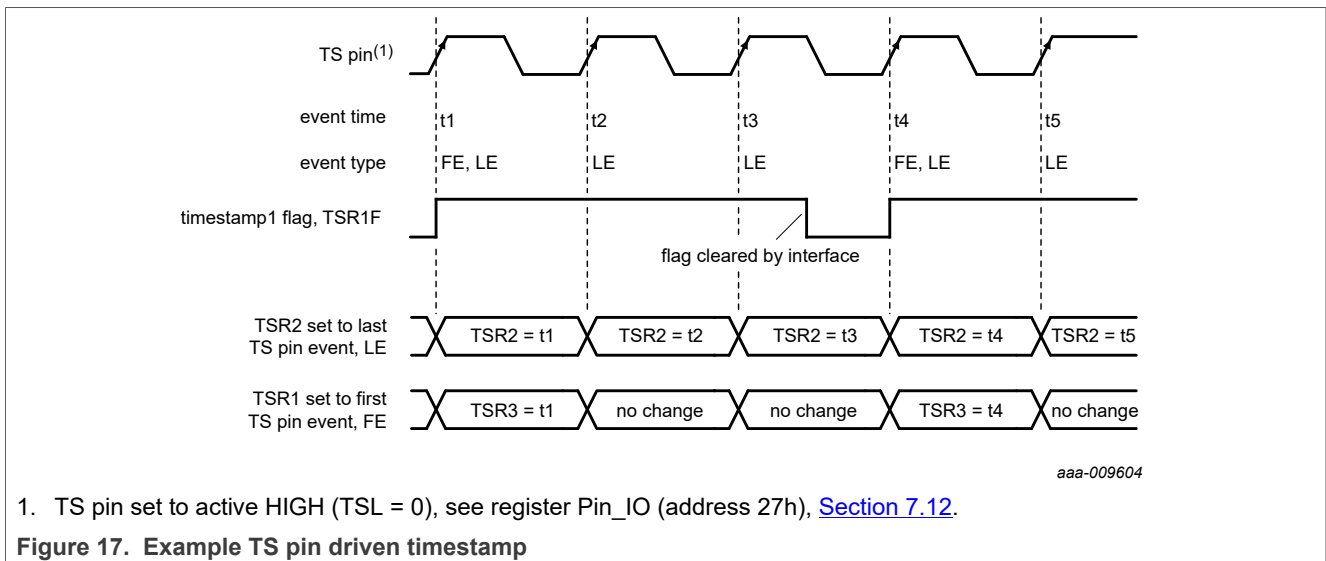 TS pin(1)
event time t1 t2 t3 t4 t5
event type FE, LE LE LE FE, LE LE
timestamp1 flag, TSR1F
flag cleared by interface
TSR2 set to last
TS pin event, LE
TSR2 = t1 TSR2 = t2 TSR2 = t3 TSR2 = t4 TSR2 = t5
TSR1 set to first
TS pin event, FE
TSR3 = t1 no change no change TSR3 = t4 no change
aaa-009604
1. TS pin set to active HIGH (TSL = 0), see register Pin_IO (address 27h), Section 7.12.
Figure 17. Example TS pin driven timestamp